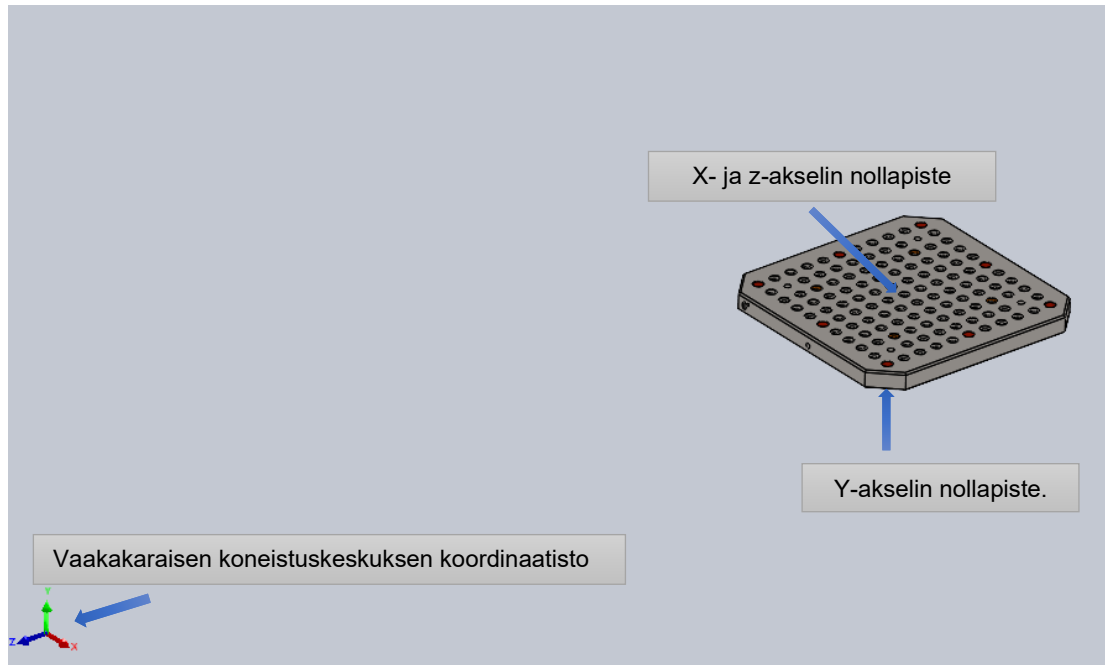 X- ja z-akselin nollapiste
Y-akselin nollapiste.
Vaakakaraisen koneistuskeskuksen koordinaatisto
Y
Z
X